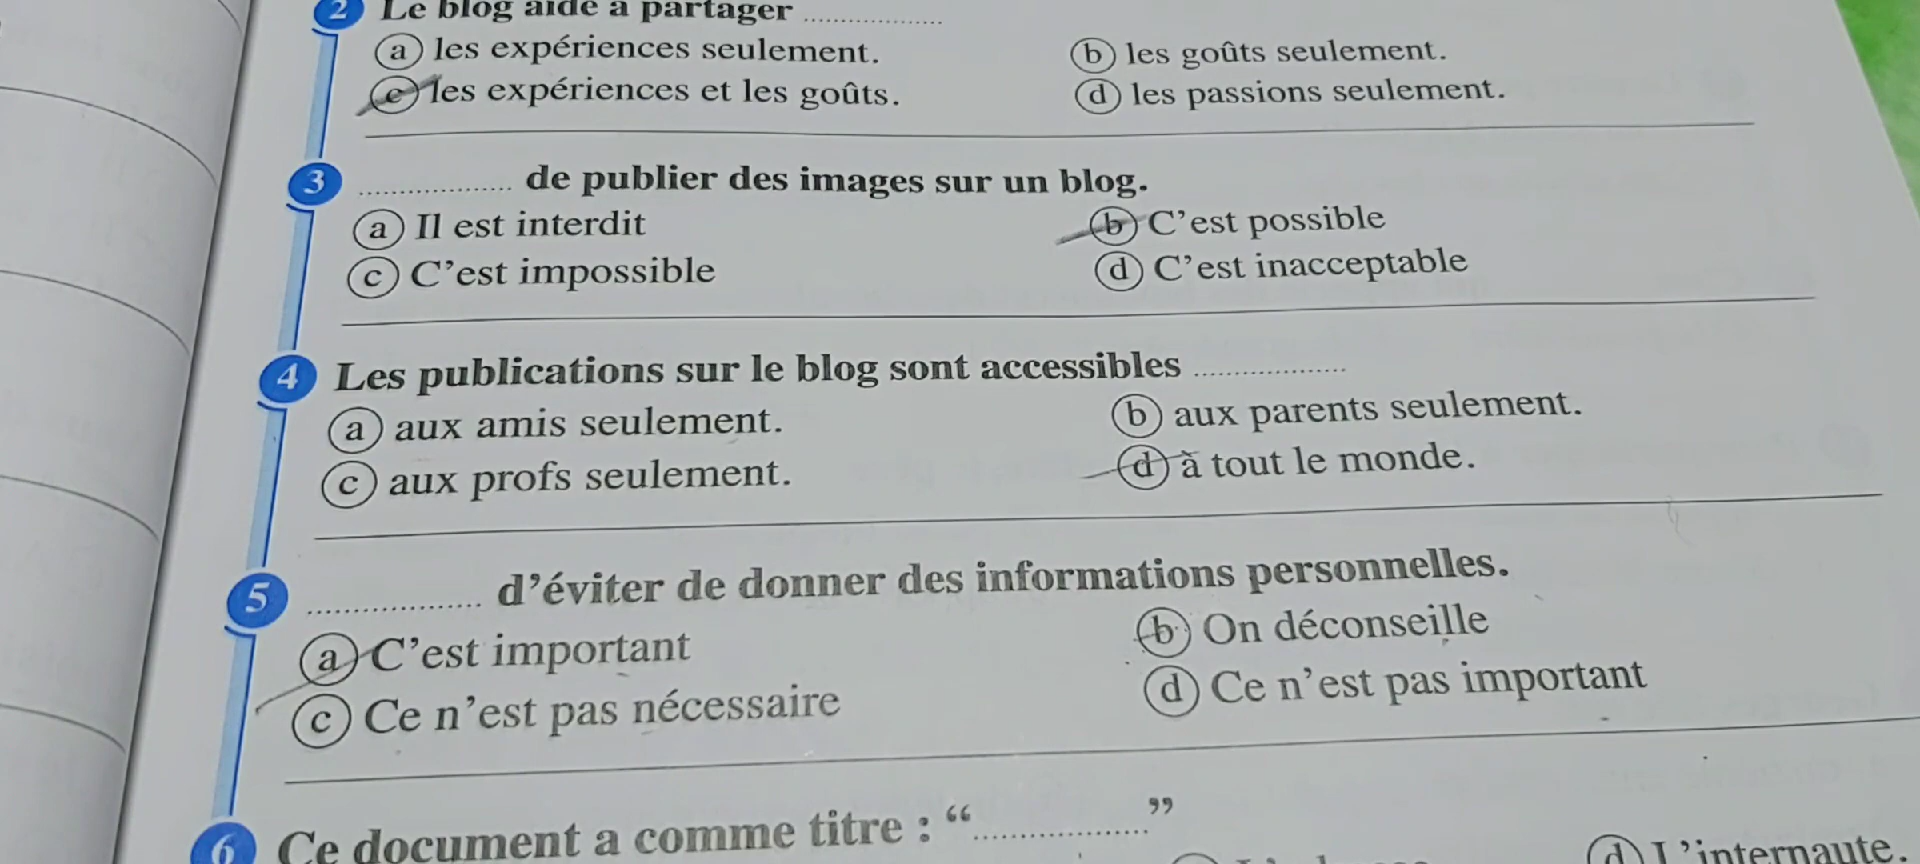 2 Le blog aide à partager ....................
a les expériences seulement. b les goûts seulement.
c les expériences et les goûts. d les passions seulement.
3 .................... de publier des images sur un blog.
a Il est interdit b C'est possible
c C'est impossible d C'est inacceptable
4 Les publications sur le blog sont accessibles ....................
a aux amis seulement. b aux parents seulement.
c aux profs seulement. d à tout le monde.
5 .................... d'éviter de donner des informations personnelles.
a C'est important b On déconseille
c Ce n'est pas nécessaire d Ce n'est pas important
6 Ce document a comme titre : “....................”
d L'internaute.